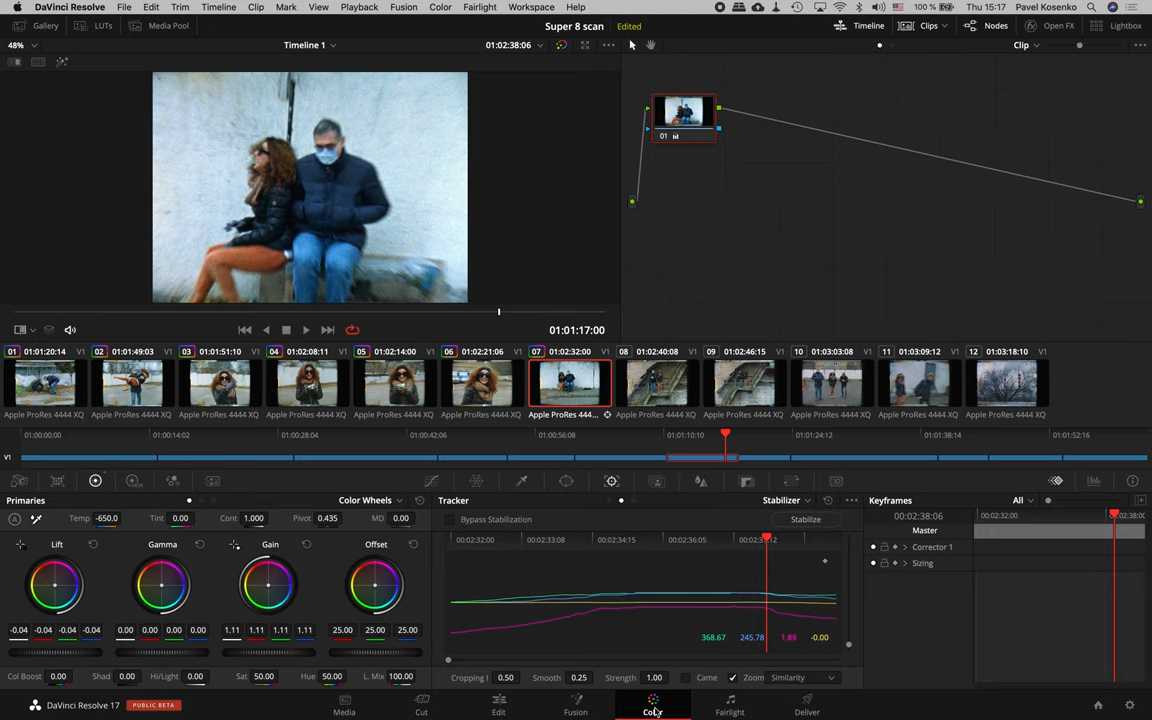 DaVinci Resolve File Edit Trim Timeline Clip Mark View Playback Fusion Color Fairlight Workspace Help 100 % Thu 15:17 Pavel Kosenko
Gallery LUTs Media Pool Super 8 scan Edited Timeline Clips Nodes Open FX Lightbox
48% Timeline 1 01:02:38:06 Clip
01
01:01:17:00
01 01:01:20:14 V1 02 01:01:49:03 V1 03 01:01:51:10 V1 04 01:02:08:11 V1 05 01:02:14:00 V1 06 01:02:21:06 V1 07 01:02:32:00 V1 08 01:02:40:08 V1 09 01:02:46:15 V1 10 01:03:03:08 V1 11 01:03:09:12 V1 12 01:03:18:10 V1
Apple ProRes 4444 XQ Apple ProRes 4444 XQ Apple ProRes 4444 XQ Apple ProRes 4444 XQ Apple ProRes 4444 XQ Apple ProRes 4444 XQ Apple ProRes 444... Apple ProRes 4444 XQ Apple ProRes 4444 XQ Apple ProRes 4444 XQ Apple ProRes 4444 XQ Apple ProRes 4444 XQ
01:00:00:00 01:00:14:02 01:00:28:04 01:00:42:06 01:00:56:08 01:01:10:10 01:01:24:12 01:01:38:14 01:01:52:16
V1
Primaries Color Wheels Tracker Stabilizer Keyframes All
A Temp -650.0 Tint 0.00 Cont 1.000 Pivot 0.435 MD 0.00 Bypass Stabilization Stabilize 00:02:38:06 00:02:32:00
Master
Lift Gamma Gain Offset 00:02:32:00 00:02:33:08 00:02:34:15 00:02:36:05 Corrector 1
Sizing
-0.04 -0.04 -0.04 -0.04 0.00 0.00 0.00 0.00 1.11 1.11 1.11 1.11 25.00 25.00 25.00 368.67 245.78 1.89 -0.00
Col Boost 0.00 Shad 0.00 Hi/Light 0.00 Sat 50.00 Hue 50.00 L. Mix 100.00 Cropping I 0.50 Smooth 0.25 Strength 1.00 Came Zoom Similarity
DaVinci Resolve 17 PUBLIC BETA Media Cut Edit Fusion Color Fairlight Deliver